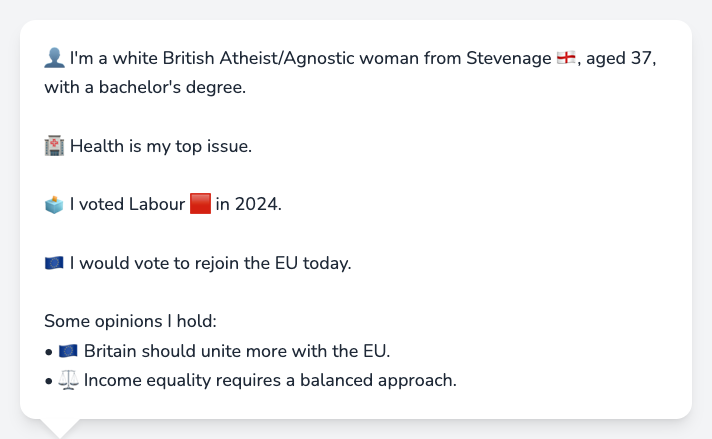 👤 I'm a white British Atheist/Agnostic woman from Stevenage 🏴󠁧󠁢󠁥󠁮󠁧󠁿, aged 37,
with a bachelor's degree.
🏥 Health is my top issue.
🗳️ I voted Labour 🟥 in 2024.
🇪🇺 I would vote to rejoin the EU today.
Some opinions I hold:
• 🇪🇺 Britain should unite more with the EU.
• ⚖️ Income equality requires a balanced approach.